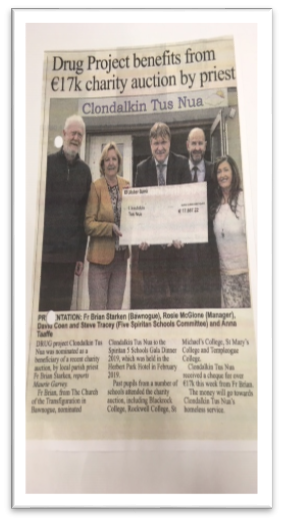 Drug Project benefits from
€17k charity auction by priest
Clondalkin Tus Nua
Clondalkin
Tus Nua
PRESENTATION: Fr Brian Starken (Bawnogue), Rosie McGlone (Manager),
Davie Coen and Steve Tracey (Five Spiritan Schools Committee) and Anna
Taaffe
DRUG project Clondalkin Tus
Nua was nominated as a
beneficiary of a recent charity
auction, by local parish priest
Fr Brian Starken, reports
Maurie Garvey
Fr Brian, from The Church
of the Transfiguration in
Bawnogue, nominated
Clondalkin Tus Nua to the
Spiritan 5 Schools Gala Dinner
2019, which was held in the
Herbert Park Hotel in February
2019.
Past pupils from a number of
schools attended the charity
auction, including Blackrock
College, Rockwell College, St
Michael's College, St Mary's
College and Templeogue
College.
Clondalkin Tus Nua
received a cheque for over
€17k this week from Fr Brian.
The money will go towards
Clondalkin Tus Nua's
homeless service.